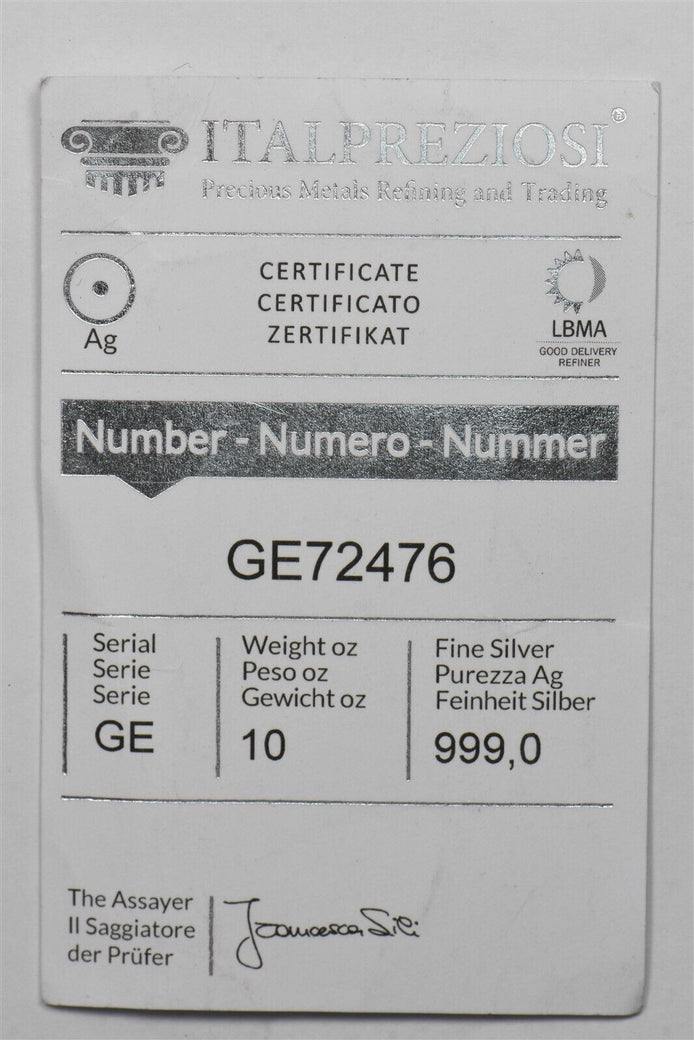 ITALPREZIOSI®
Precious Metals Refining and Trading
Ag
CERTIFICATE
CERTIFICATO
ZERTIFIKAT
LBMA
GOOD DELIVERY
REFINER
Number - Numero - Nummer
GE72476
Serial
Serie
Serie
GE
Weight oz
Peso oz
Gewicht oz
10
Fine Silver
Purezza Ag
Feinheit Silber
999,0
The Assayer
Il Saggiatore
der Prüfer
Francesca Sili